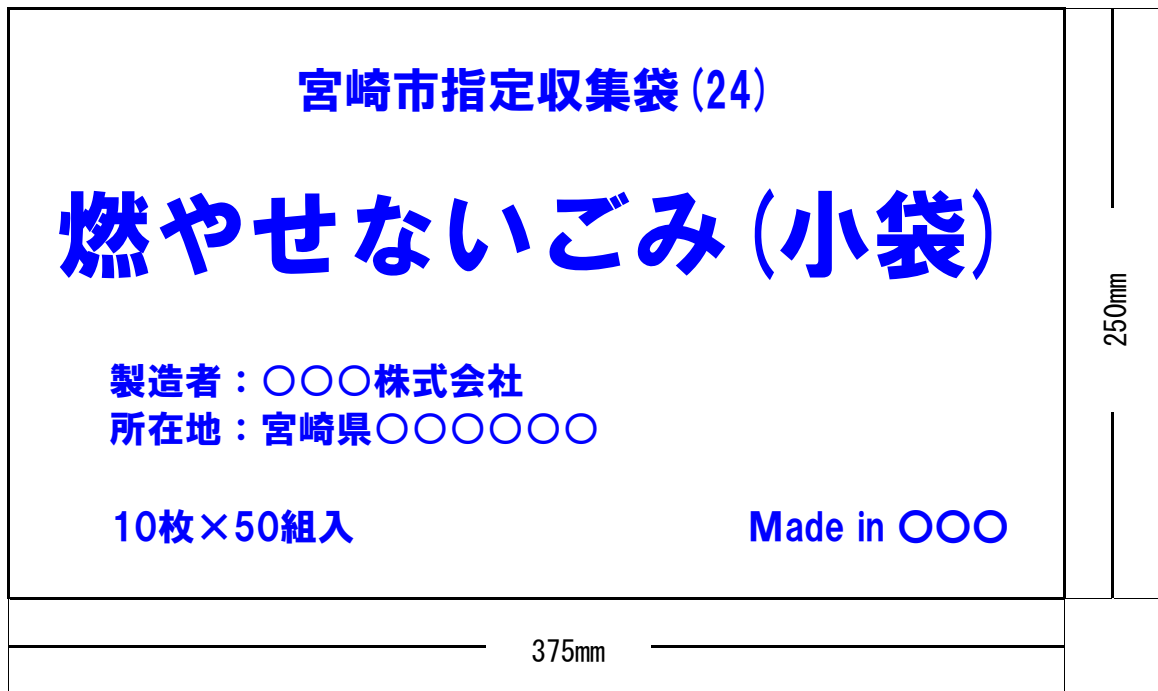 宮崎市指定収集袋(24)
燃やせないごみ(小袋)
製造者:○○○株式会社
所在地:宮崎県○○○○○○
10枚×50組入
Made in ○○○
250mm
375mm